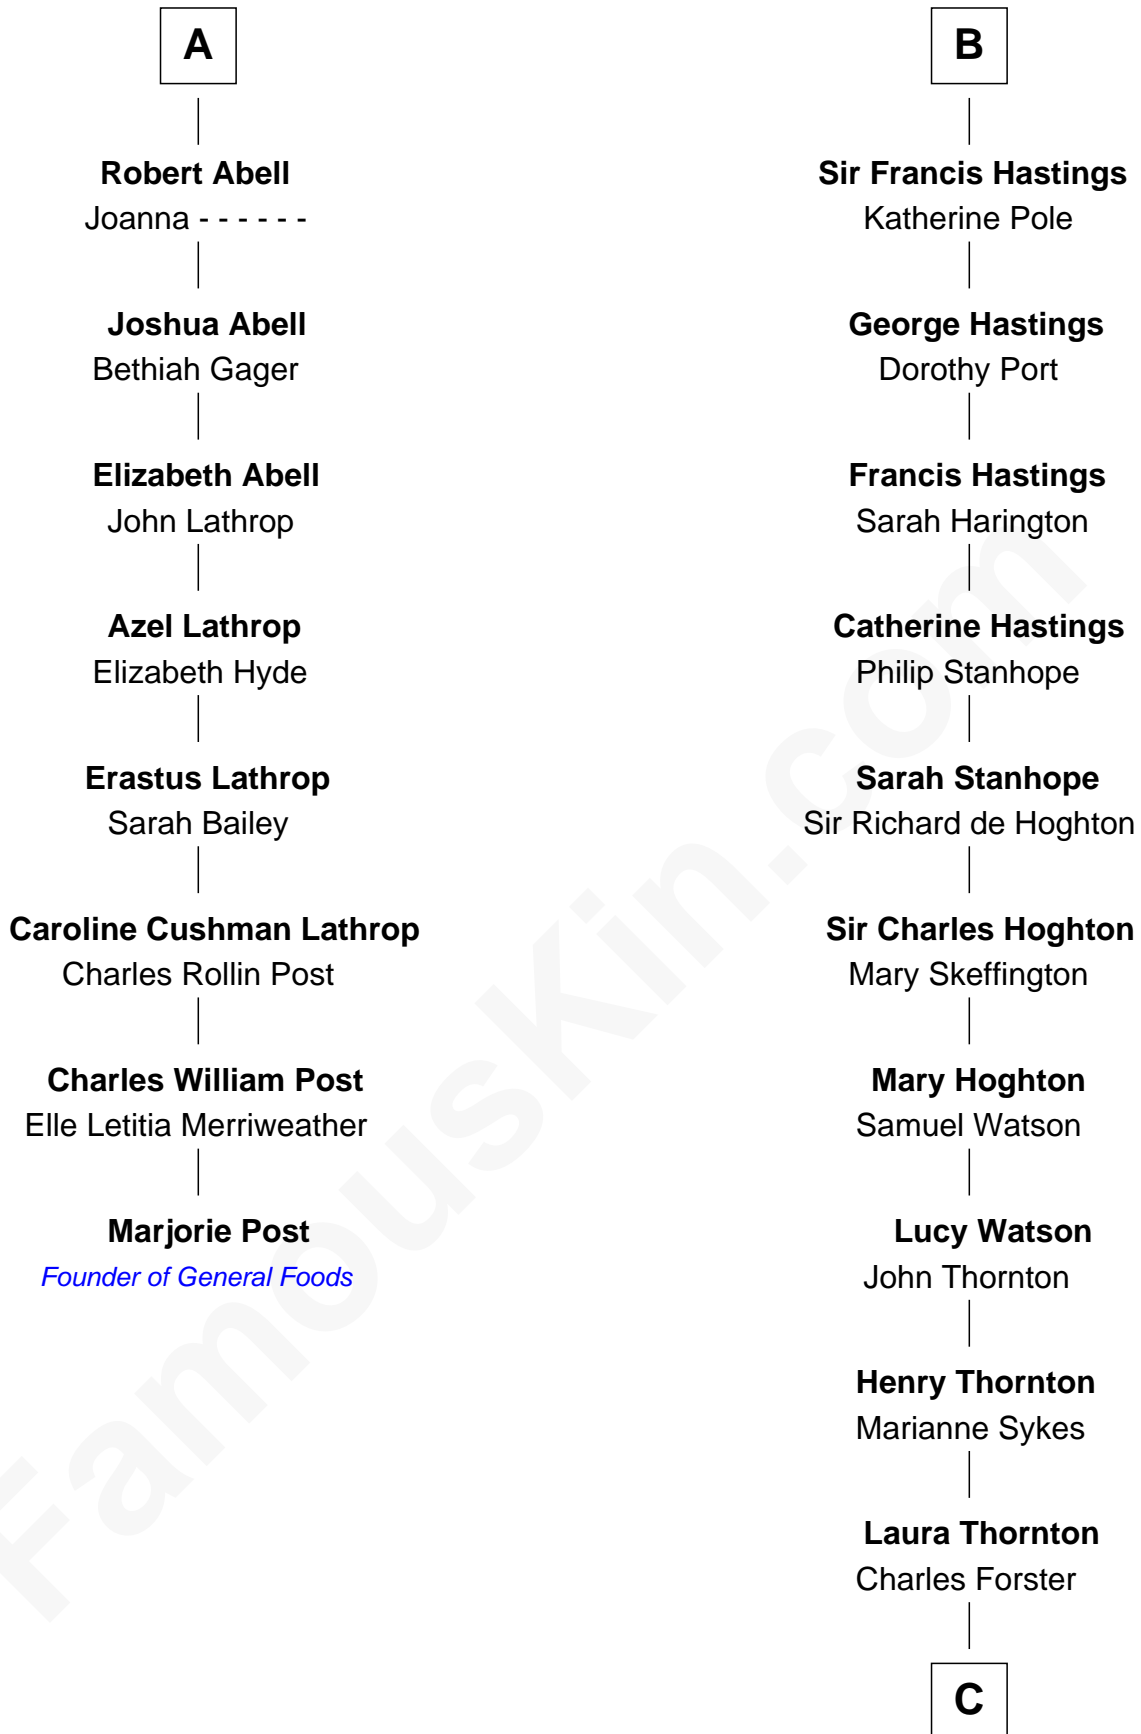 A
Robert Abell
Joanna - - - - - -
Joshua Abell
Bethiah Gager
Elizabeth Abell
John Lathrop
Azel Lathrop
Elizabeth Hyde
Erastus Lathrop
Sarah Bailey
Caroline Cushman Lathrop
Charles Rollin Post
Charles William Post
Elle Letitia Merriweather
Marjorie Post
Founder of General Foods
B
Sir Francis Hastings
Katherine Pole
George Hastings
Dorothy Port
Francis Hastings
Sarah Harington
Catherine Hastings
Philip Stanhope
Sarah Stanhope
Sir Richard de Hoghton
Sir Charles Hoghton
Mary Skeffington
Mary Hoghton
Samuel Watson
Lucy Watson
John Thornton
Henry Thornton
Marianne Sykes
Laura Thornton
Charles Forster
C
FamousKin.com